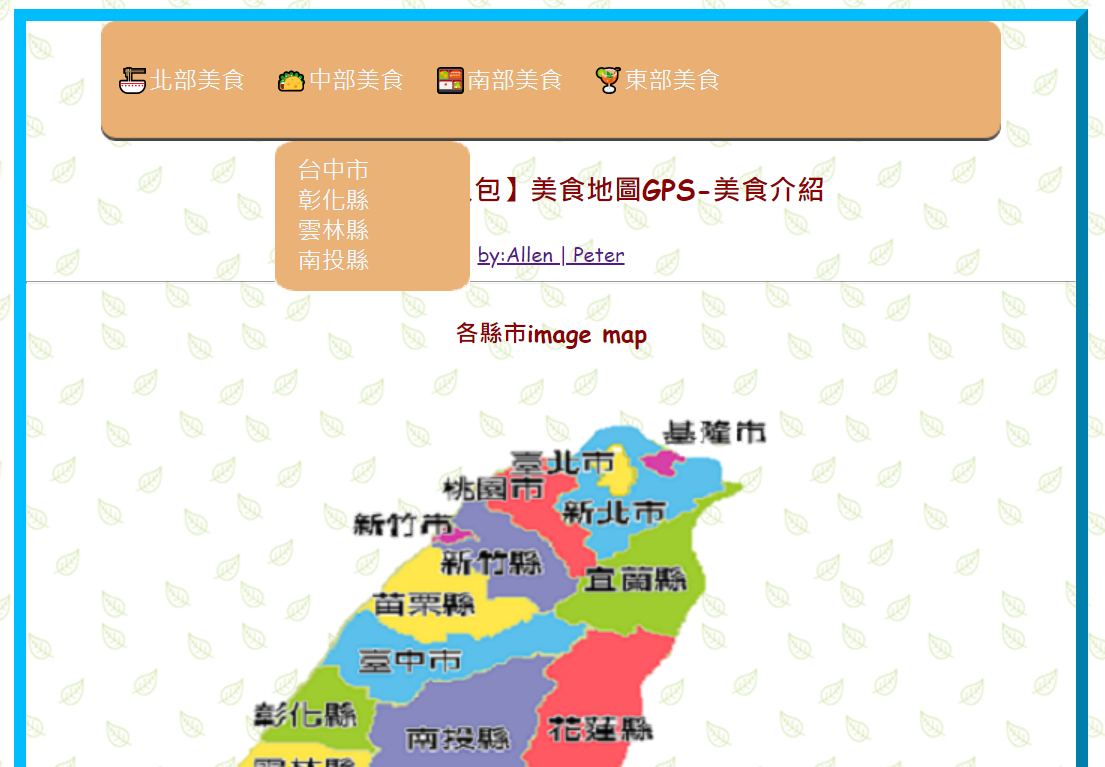 北部美食 中部美食 南部美食 東部美食
台中市
彰化縣
雲林縣
南投縣
包】美食地圖GPS-美食介紹
by:Allen | Peter
各縣市image map
基隆市
臺北市
桃園市
新北市
新竹市
新竹縣
宜蘭縣
苗栗縣
臺中市
彰化縣
花蓮縣
南投縣
雲林縣